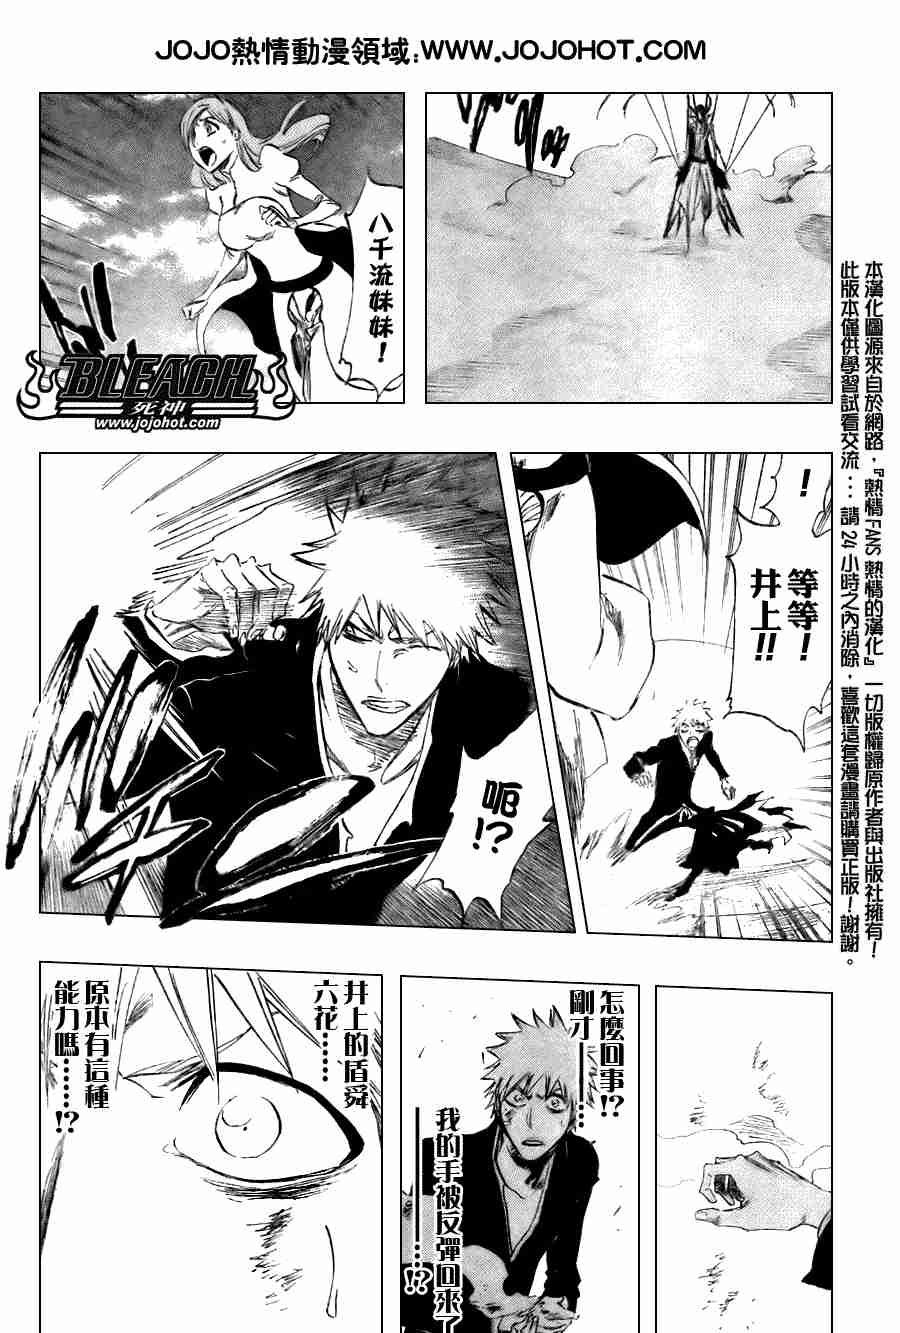 JOJO熱情動漫領域:WWW.JOJOHOT.COM
八千流妹妹!
BLEACH
死神
www.jojohot.com
本漢化圖源來自於網路，『熱情FANS熱情的漢化』一切版權歸原作者與出版社擁有!
此版本僅供學習試看交流... 請24小時之內消除，喜歡這套漫畫請購買正版!謝謝。
!
等等!
井上!!
呃!?
怎麼回事!?
剛才——……
我的手被反彈回來了——……!?
井上的盾舜
六花……
原本有這種
能力嗎……!?